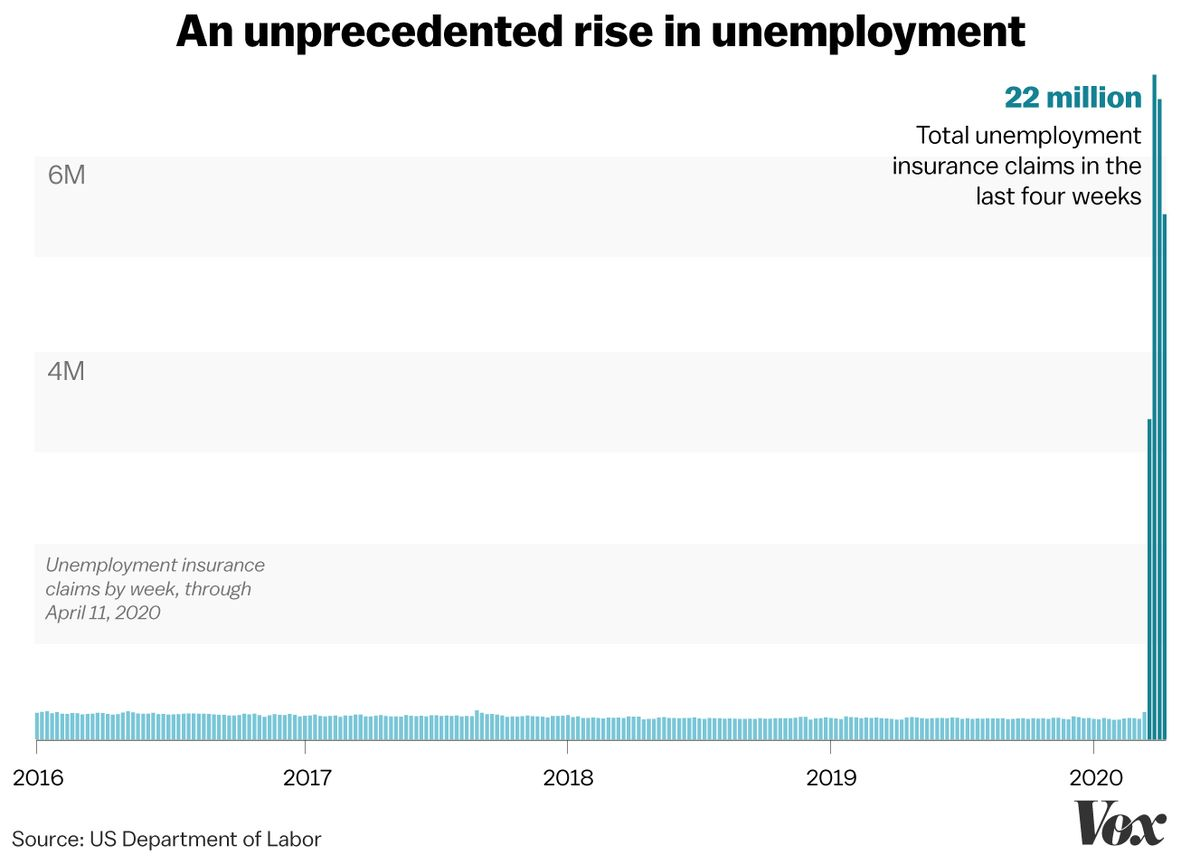 An unprecedented rise in unemployment
22 million
Total unemployment
insurance claims in the
last four weeks
6M
4M
Unemployment insurance
claims by week, through
April 11, 2020
2016
2017
2018
2019
2020
Source: US Department of Labor
Vox